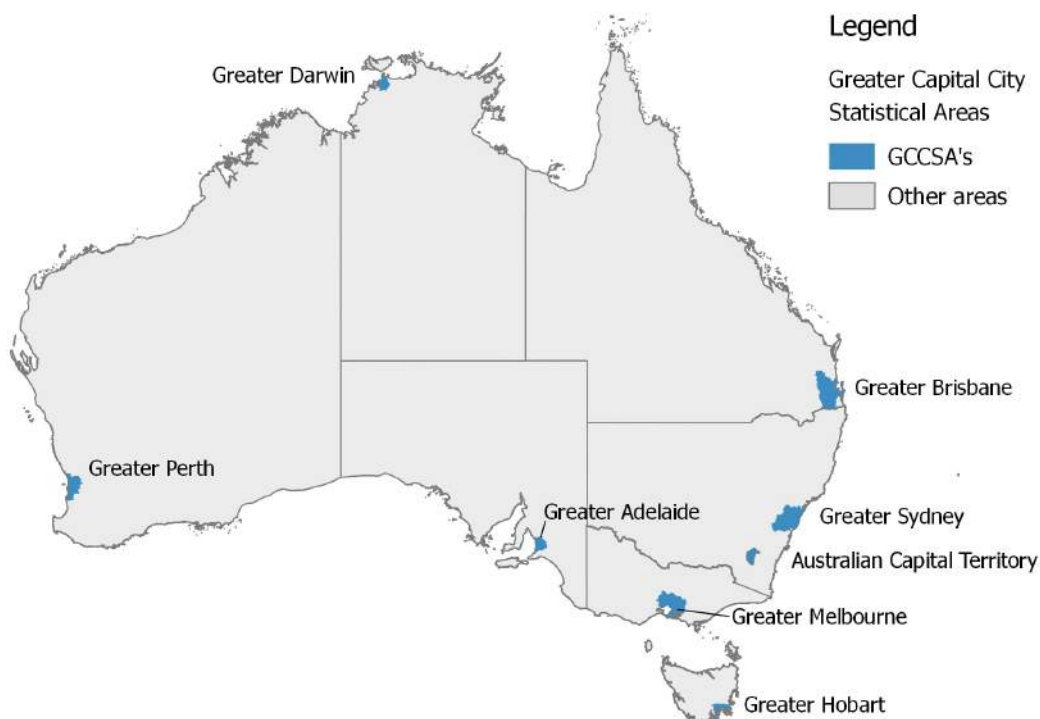 Legend
Greater Capital City
Statistical Areas
GCCSA's
Other areas
Greater Darwin
Greater Brisbane
Greater Perth
Greater Adelaide
Greater Sydney
Australian Capital Territory
Greater Melbourne
Greater Hobart